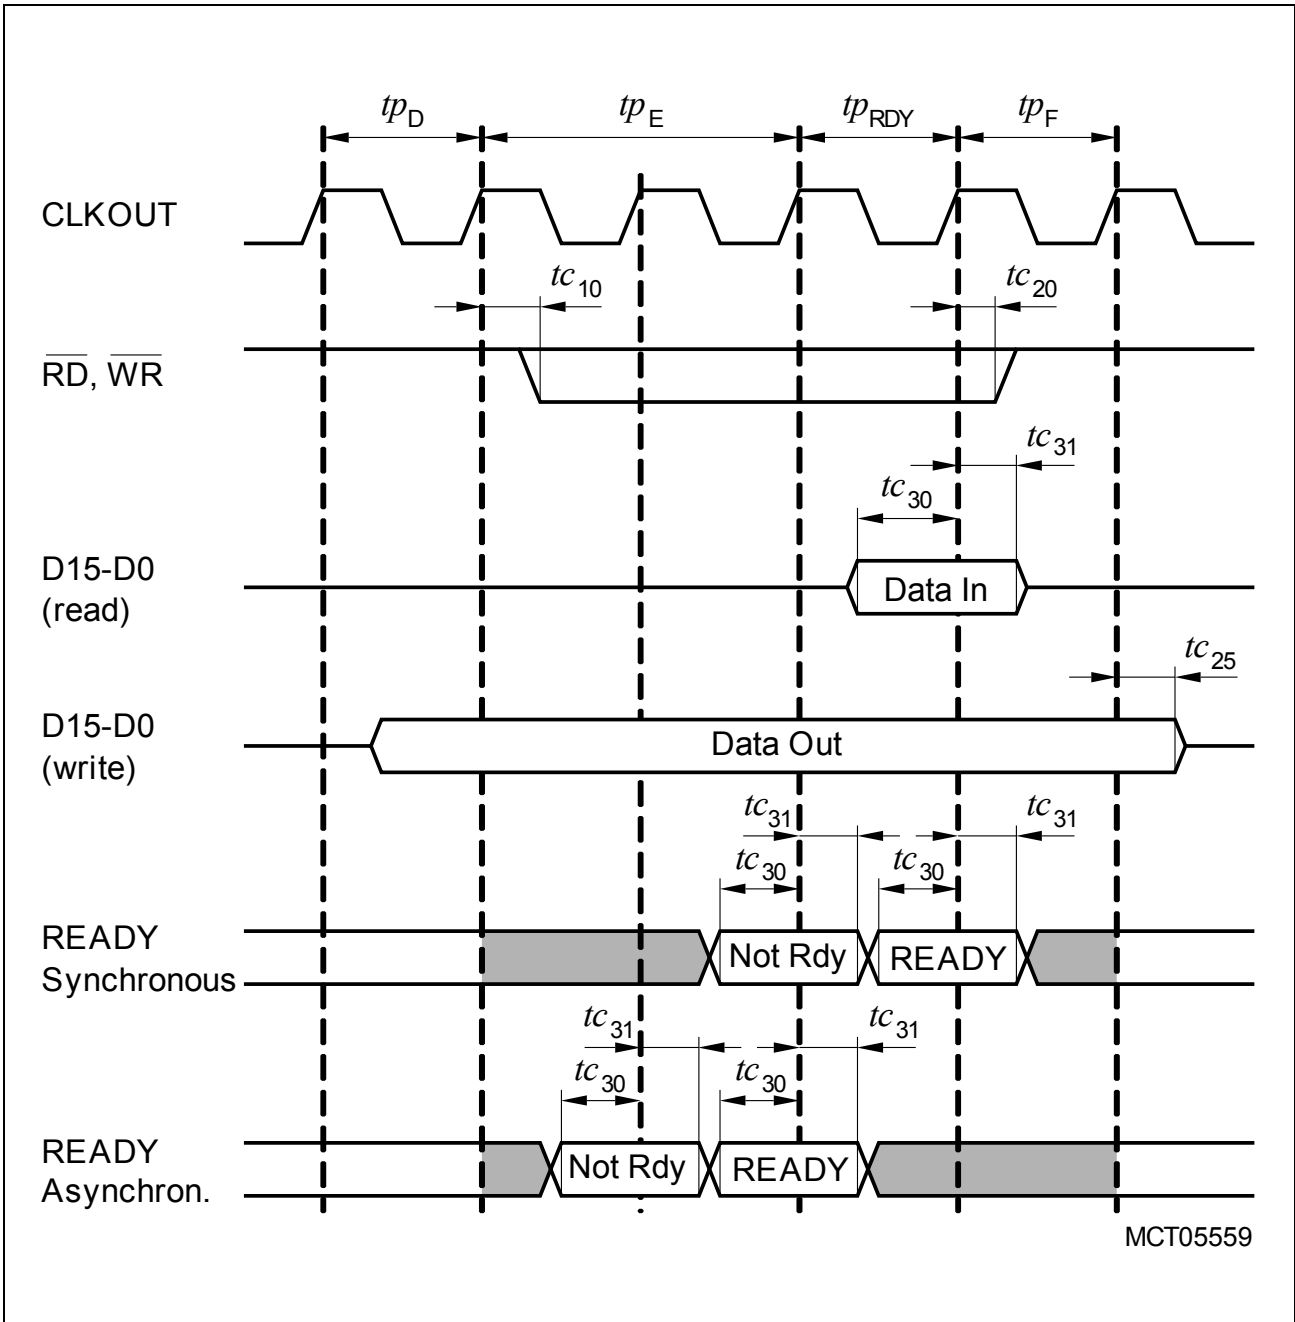 tpD tpE tpRDY tpF
CLKOUT
tc10 tc20
RD, WR
tc31
tc30
D15-D0
(read)
Data In
tc25
D15-D0
(write)
Data Out
tc31 tc31
tc30 tc30
READY
Synchronous
Not Rdy READY
tc31 tc31
tc30 tc30
READY
Asynchron.
Not Rdy READY
MCT05559